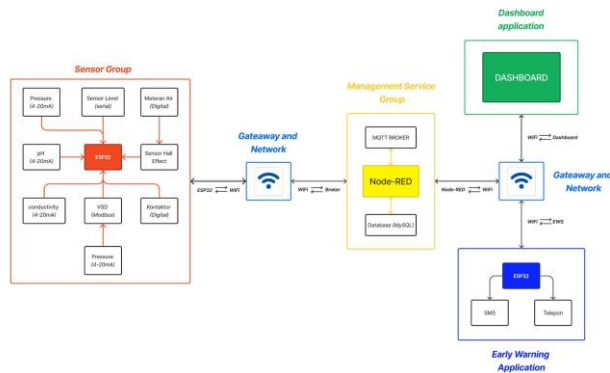 Dashboard
application
DASHBOARD
Sensor Group
Pressure
(4-20mA)
Sensor Level
(serial)
Meteran Air
(Digital)
pH
(4-20mA)
ESP32
Sensor Hall
Effect
conductivity
(4-20mA)
VSD
(Modbus)
Kontaktor
(Digital)
Pressure
(4-20mA)
Gateaway and
Network
ESP32 ⇌ WiFi
WiFi ⇌ Broker
Management Service
Group
MQTT BROKER
Node-RED
Database (MySQL)
Node-RED ⇌ WiFi
WiFi ⇌ Dashboard
Gateaway and
Network
WiFi ⇌ EWS
ESP32
SMS
Telepon
Early Warning
Application